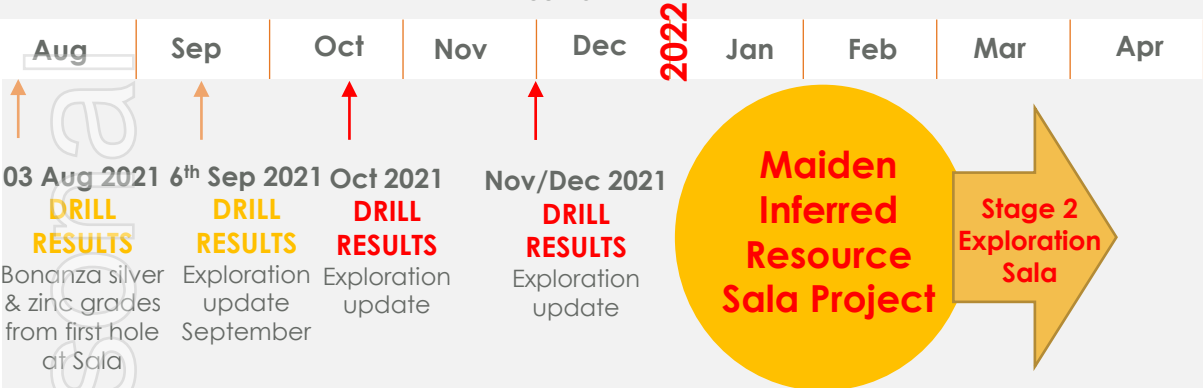 Aug Sep Oct Nov Dec 2022 Jan Feb Mar Apr
03 Aug 2021
DRILL
RESULTS
Bonanza silver
& zinc grades
from first hole
at Sala
6th Sep 2021
DRILL
RESULTS
Exploration
update
September
Oct 2021
DRILL
RESULTS
Exploration
update
Nov/Dec 2021
DRILL
RESULTS
Exploration
update
Maiden
Inferred
Resource
Sala Project
Stage 2
Exploration
Sala
sonal